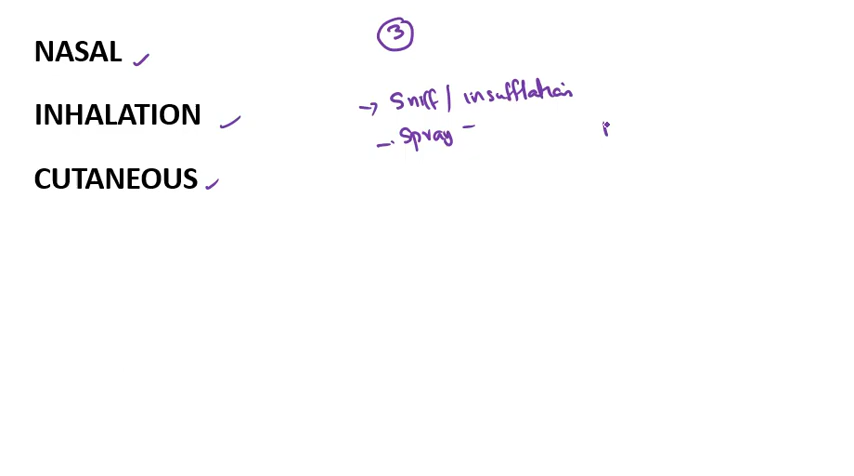 NASAL
INHALATION
CUTANEOUS
3
→ Sniff / insufflation
-. Spray -